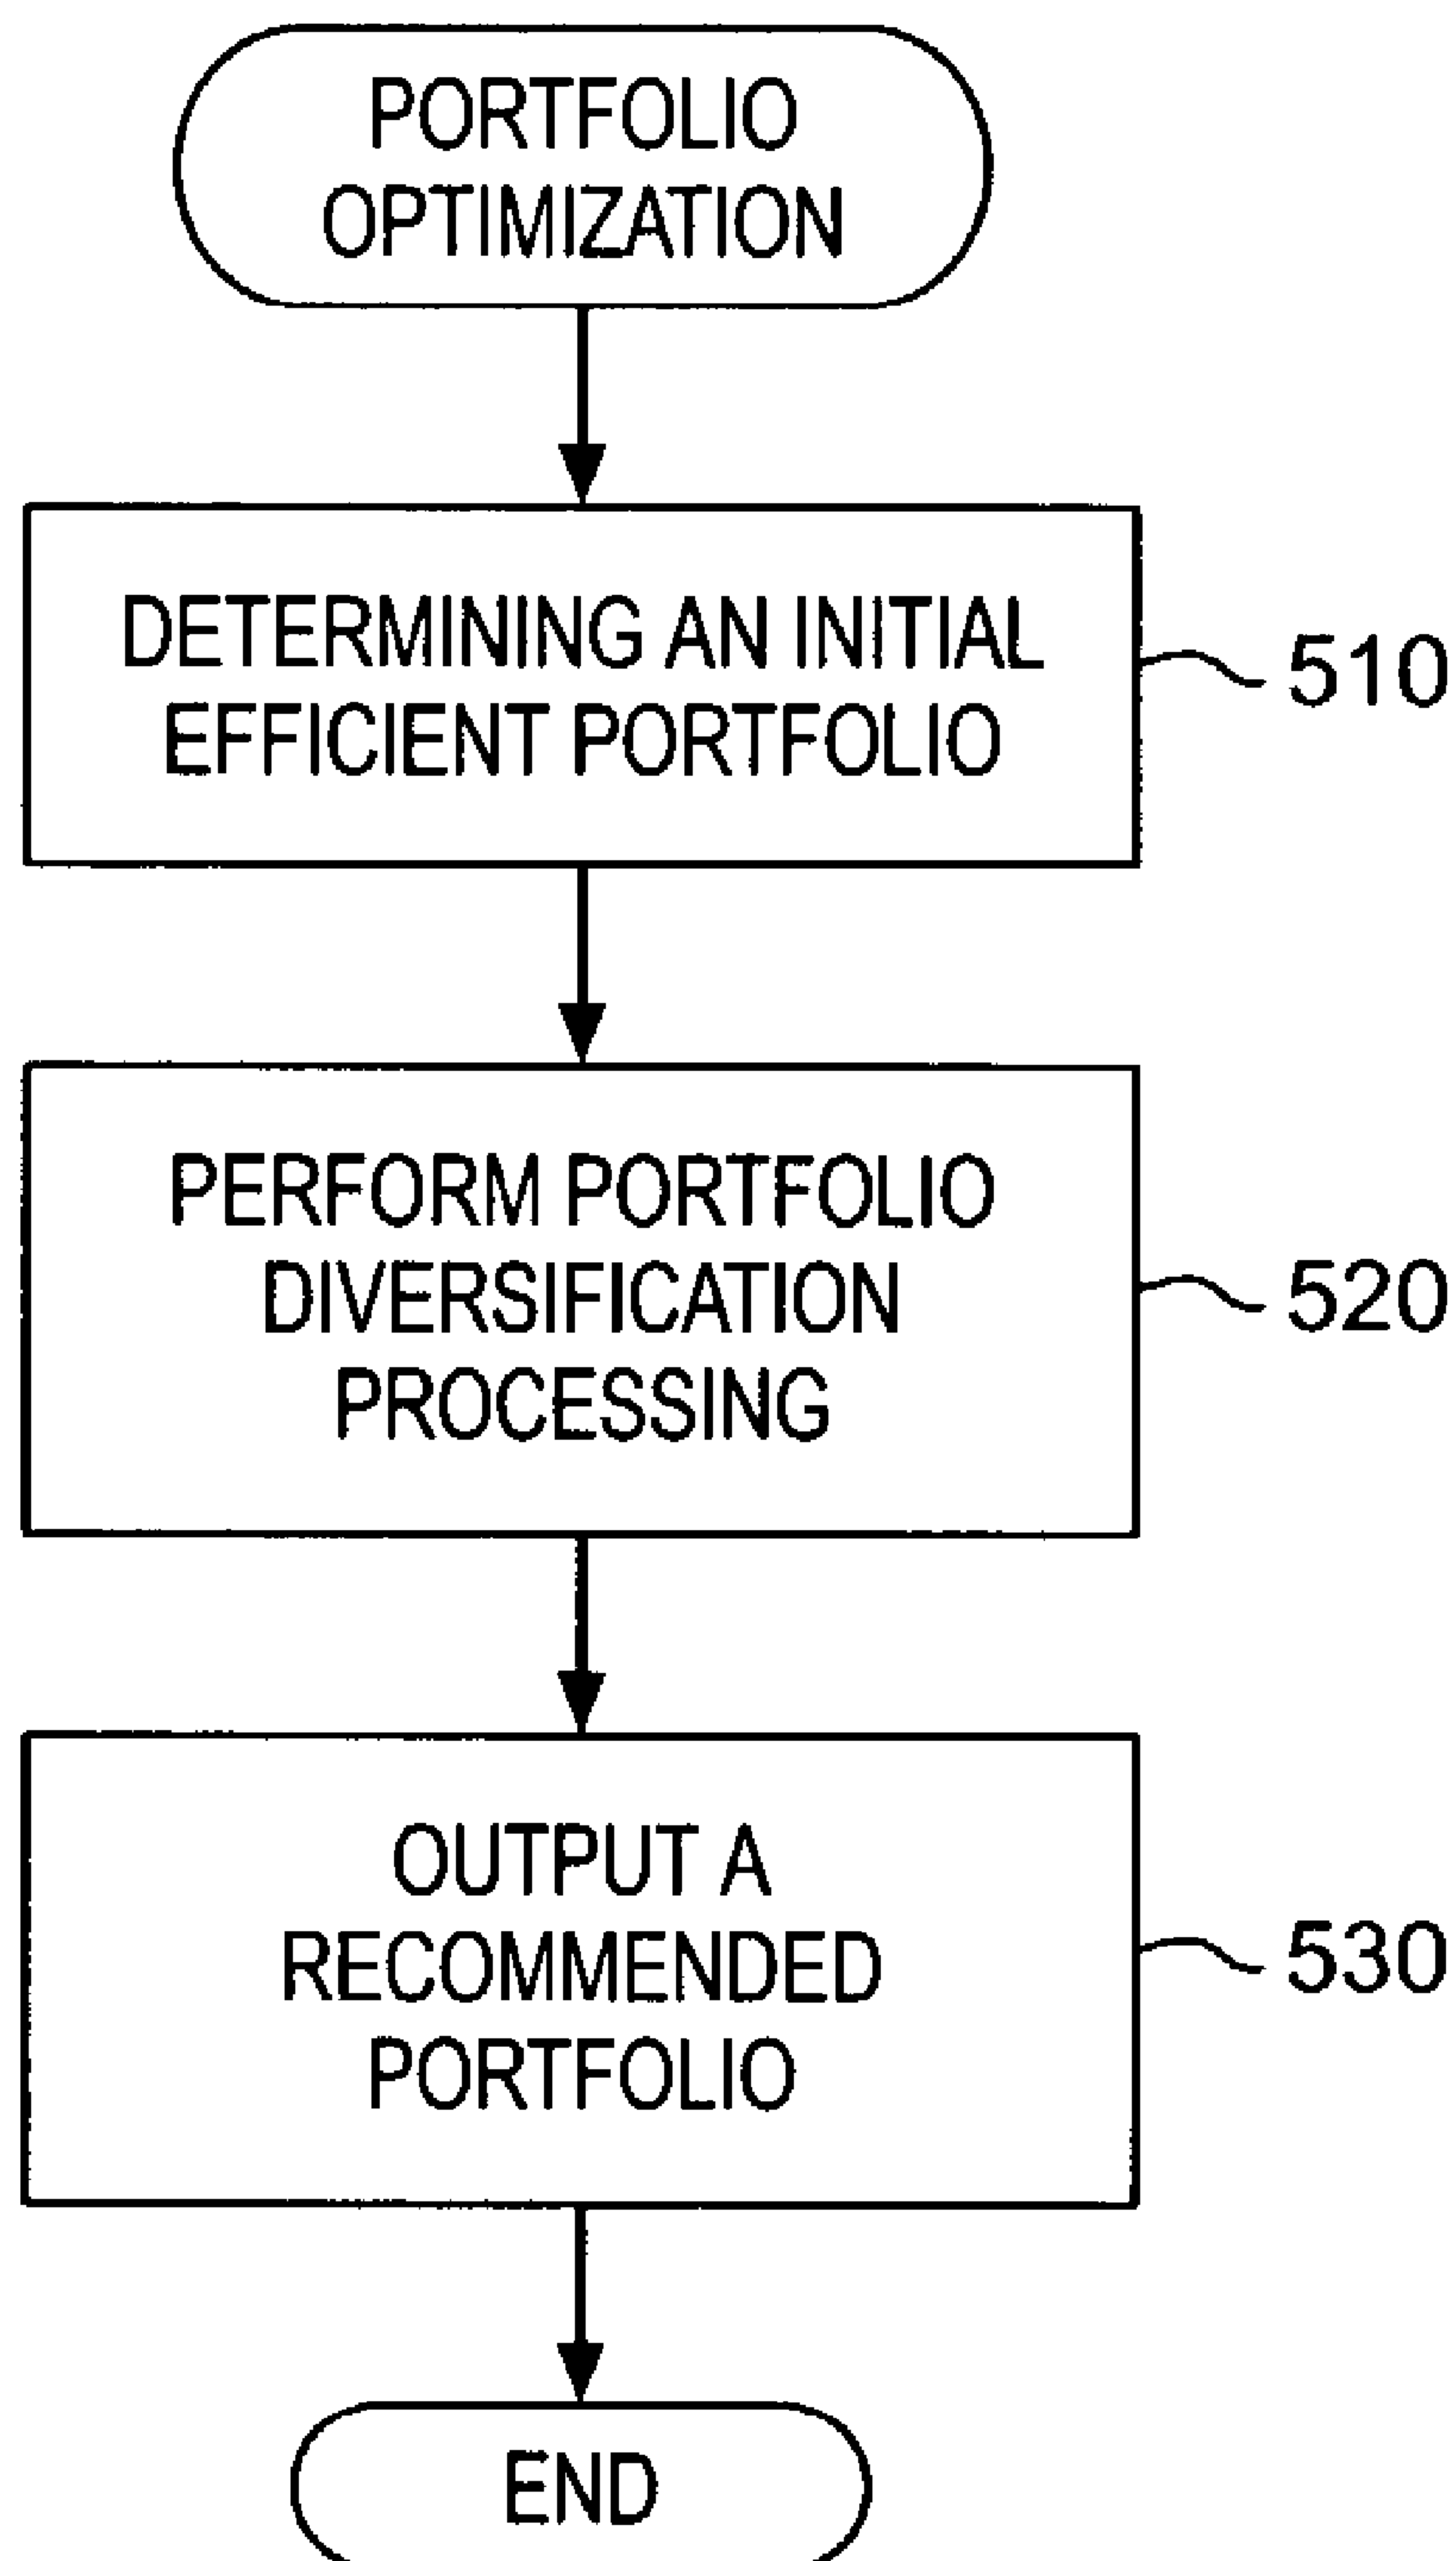 PORTFOLIO
OPTIMIZATION
DETERMINING AN INITIAL
EFFICIENT PORTFOLIO
510
PERFORM PORTFOLIO
DIVERSIFICATION
PROCESSING
520
OUTPUT A
RECOMMENDED
PORTFOLIO
530
END